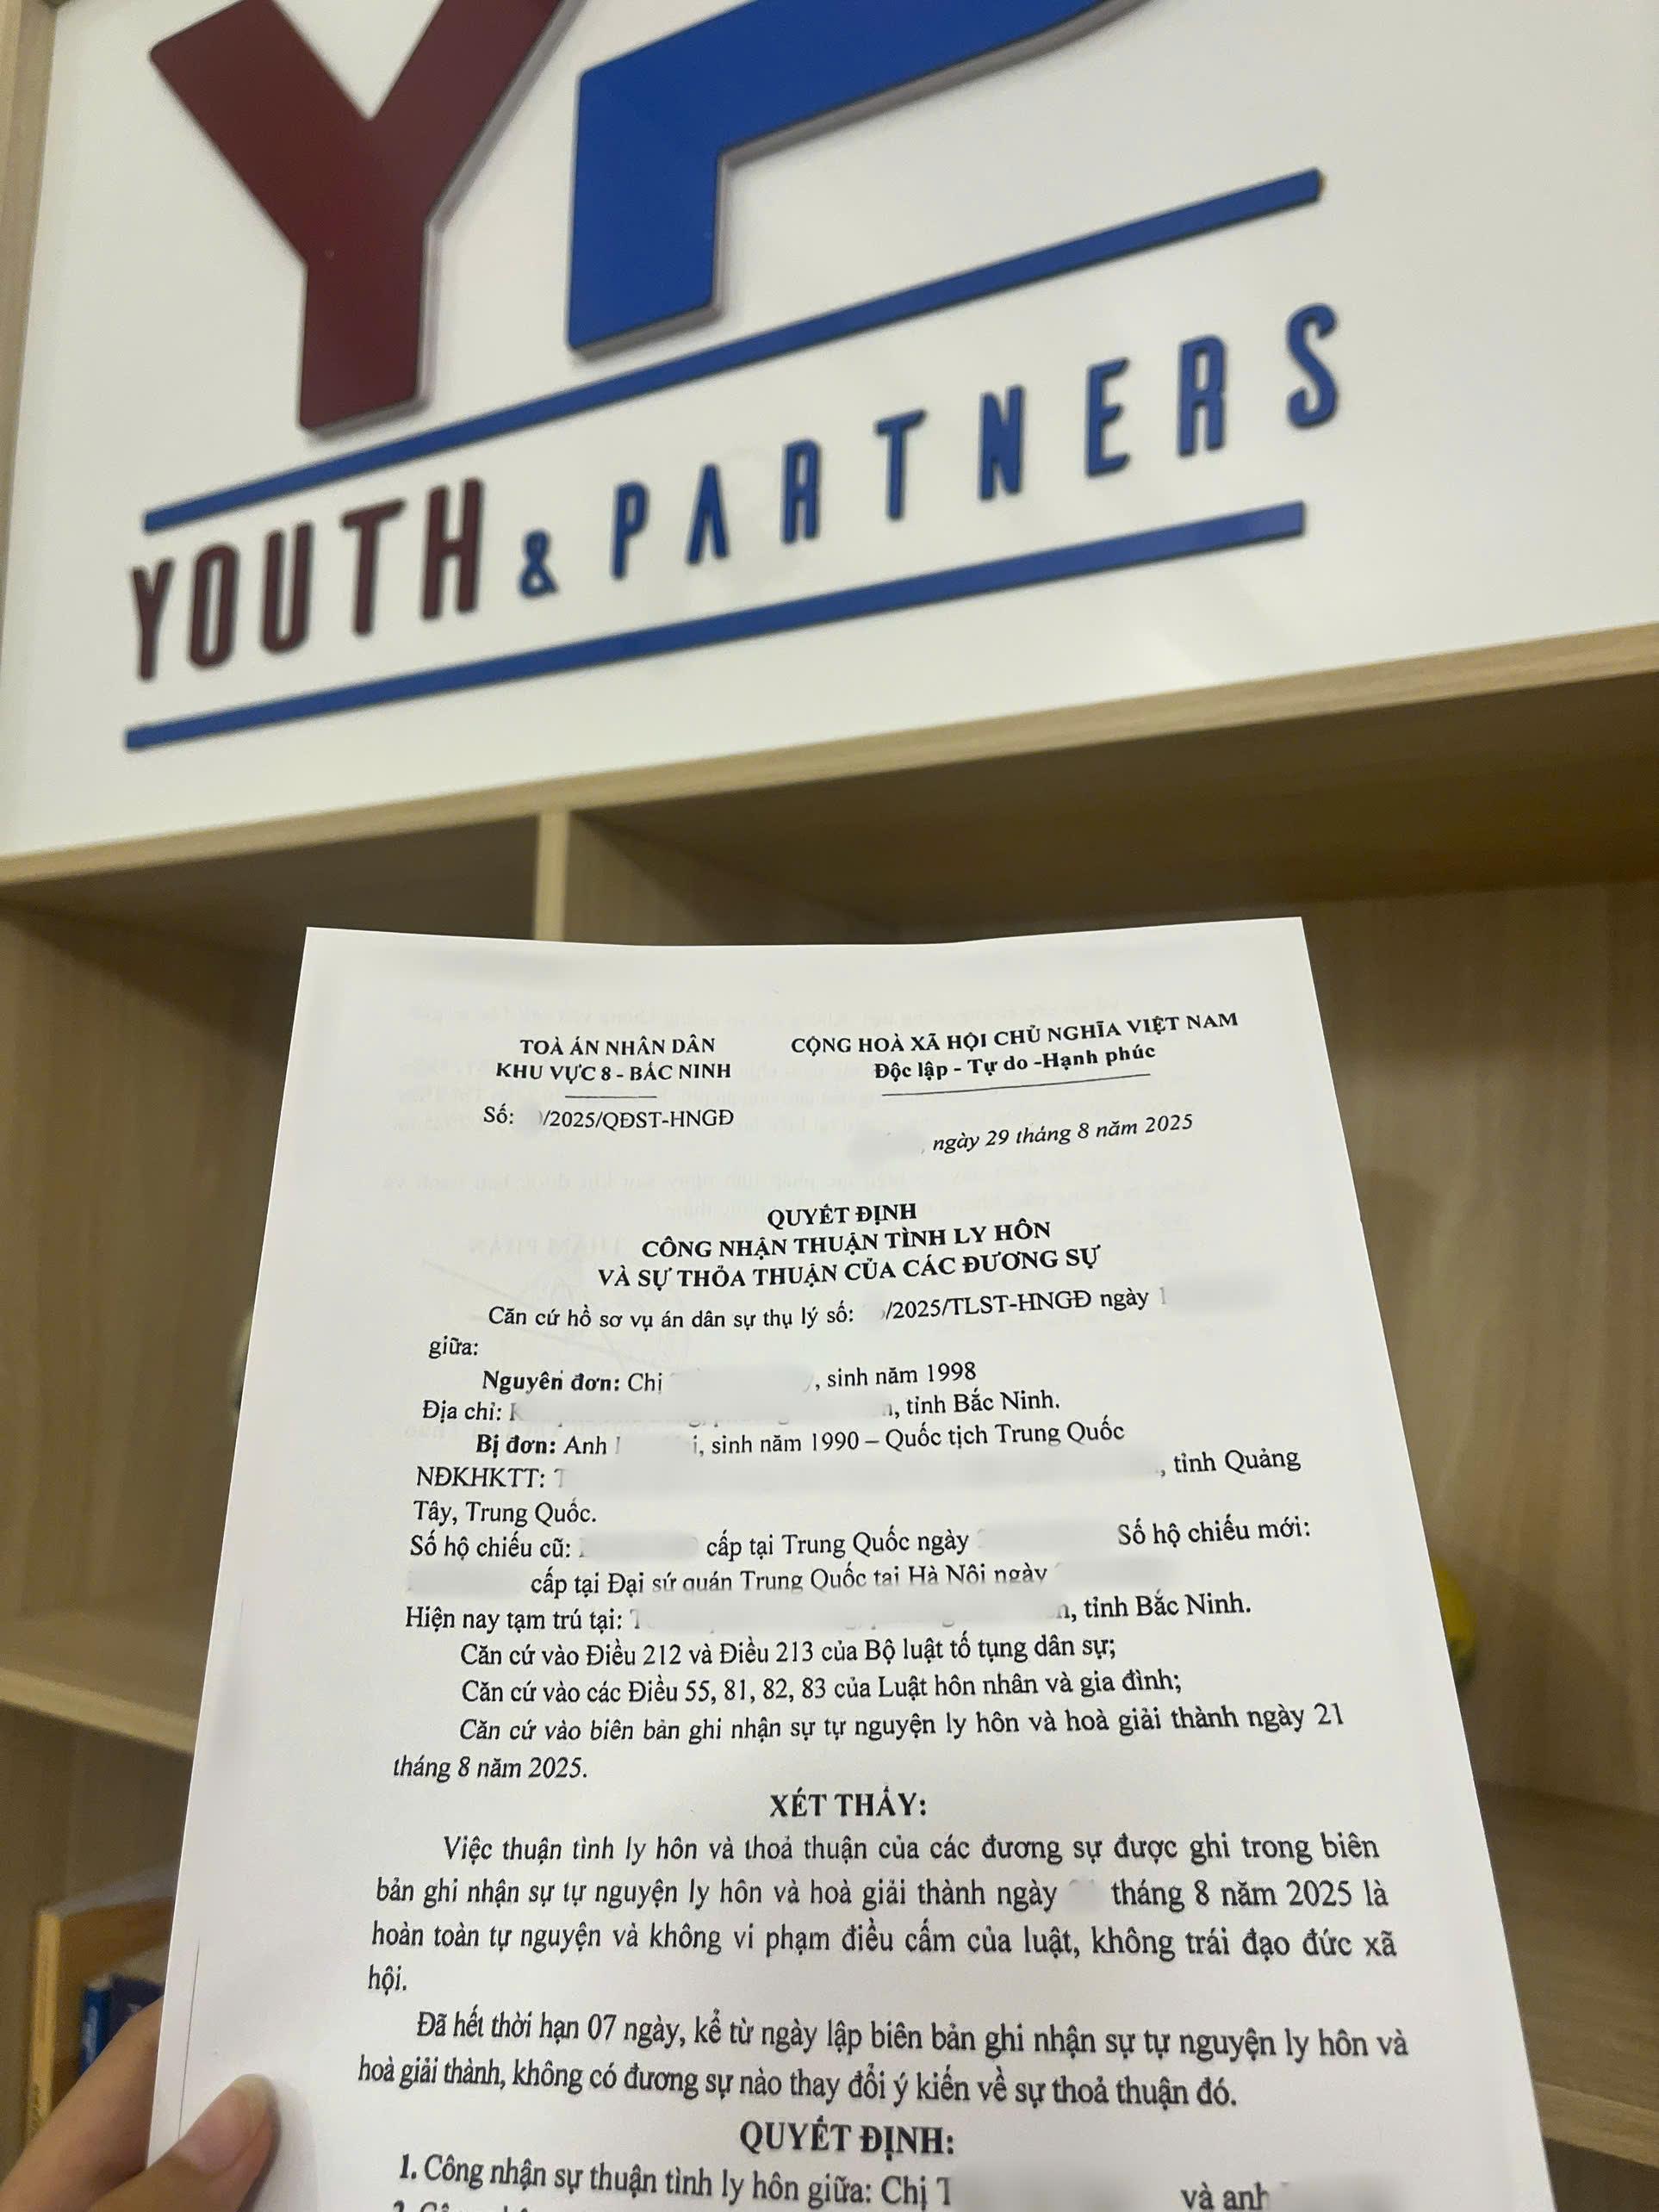 YP
YOUTH & PARTNERS
TOÀ ÁN NHÂN DÂN
KHU VỰC 8 - BẮC NINH
Số: /2025/QĐST-HNGĐ
CỘNG HOÀ XÃ HỘI CHỦ NGHĨA VIỆT NAM
Độc lập - Tự do -Hạnh phúc
, ngày 29 tháng 8 năm 2025
QUYẾT ĐỊNH
CÔNG NHẬN THUẬN TÌNH LY HÔN
VÀ SỰ THỎA THUẬN CỦA CÁC ĐƯƠNG SỰ
Căn cứ hồ sơ vụ án dân sự thụ lý số: /2025/TLST-HNGĐ ngày 1
giữa:
Nguyên đơn: Chị , sinh năm 1998
Địa chỉ: , tỉnh Bắc Ninh.
Bị đơn: Anh , sinh năm 1990 – Quốc tịch Trung Quốc
NĐKHKTT: , tỉnh Quảng
Tây, Trung Quốc.
Số hộ chiếu cũ: cấp tại Trung Quốc ngày Số hộ chiếu mới:
cấp tại Đại sứ quán Trung Quốc tại Hà Nội ngày
Hiện nay tạm trú tại: , tỉnh Bắc Ninh.
Căn cứ vào Điều 212 và Điều 213 của Bộ luật tố tụng dân sự;
Căn cứ vào các Điều 55, 81, 82, 83 của Luật hôn nhân và gia đình;
Căn cứ vào biên bản ghi nhận sự tự nguyện ly hôn và hoà giải thành ngày 21
tháng 8 năm 2025.
XÉT THẤY:
Việc thuận tình ly hôn và thoả thuận của các đương sự được ghi trong biên
bản ghi nhận sự tự nguyện ly hôn và hoà giải thành ngày tháng 8 năm 2025 là
hoàn toàn tự nguyện và không vi phạm điều cấm của luật, không trái đạo đức xã
hội.
Đã hết thời hạn 07 ngày, kể từ ngày lập biên bản ghi nhận sự tự nguyện ly hôn và
hoà giải thành, không có đương sự nào thay đổi ý kiến về sự thoả thuận đó.
QUYẾT ĐỊNH:
1. Công nhận sự thuận tình ly hôn giữa: Chị T và anh